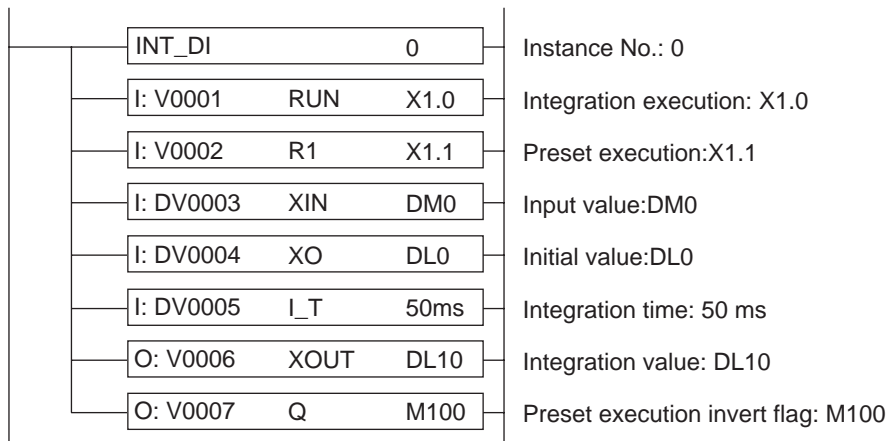 INT_DI 0 Instance No.: 0
I: V0001 RUN X1.0 Integration execution: X1.0
I: V0002 R1 X1.1 Preset execution:X1.1
I: DV0003 XIN DM0 Input value:DM0
I: DV0004 XO DL0 Initial value:DL0
I: DV0005 I_T 50ms Integration time: 50 ms
O: V0006 XOUT DL10 Integration value: DL10
O: V0007 Q M100 Preset execution invert flag: M100